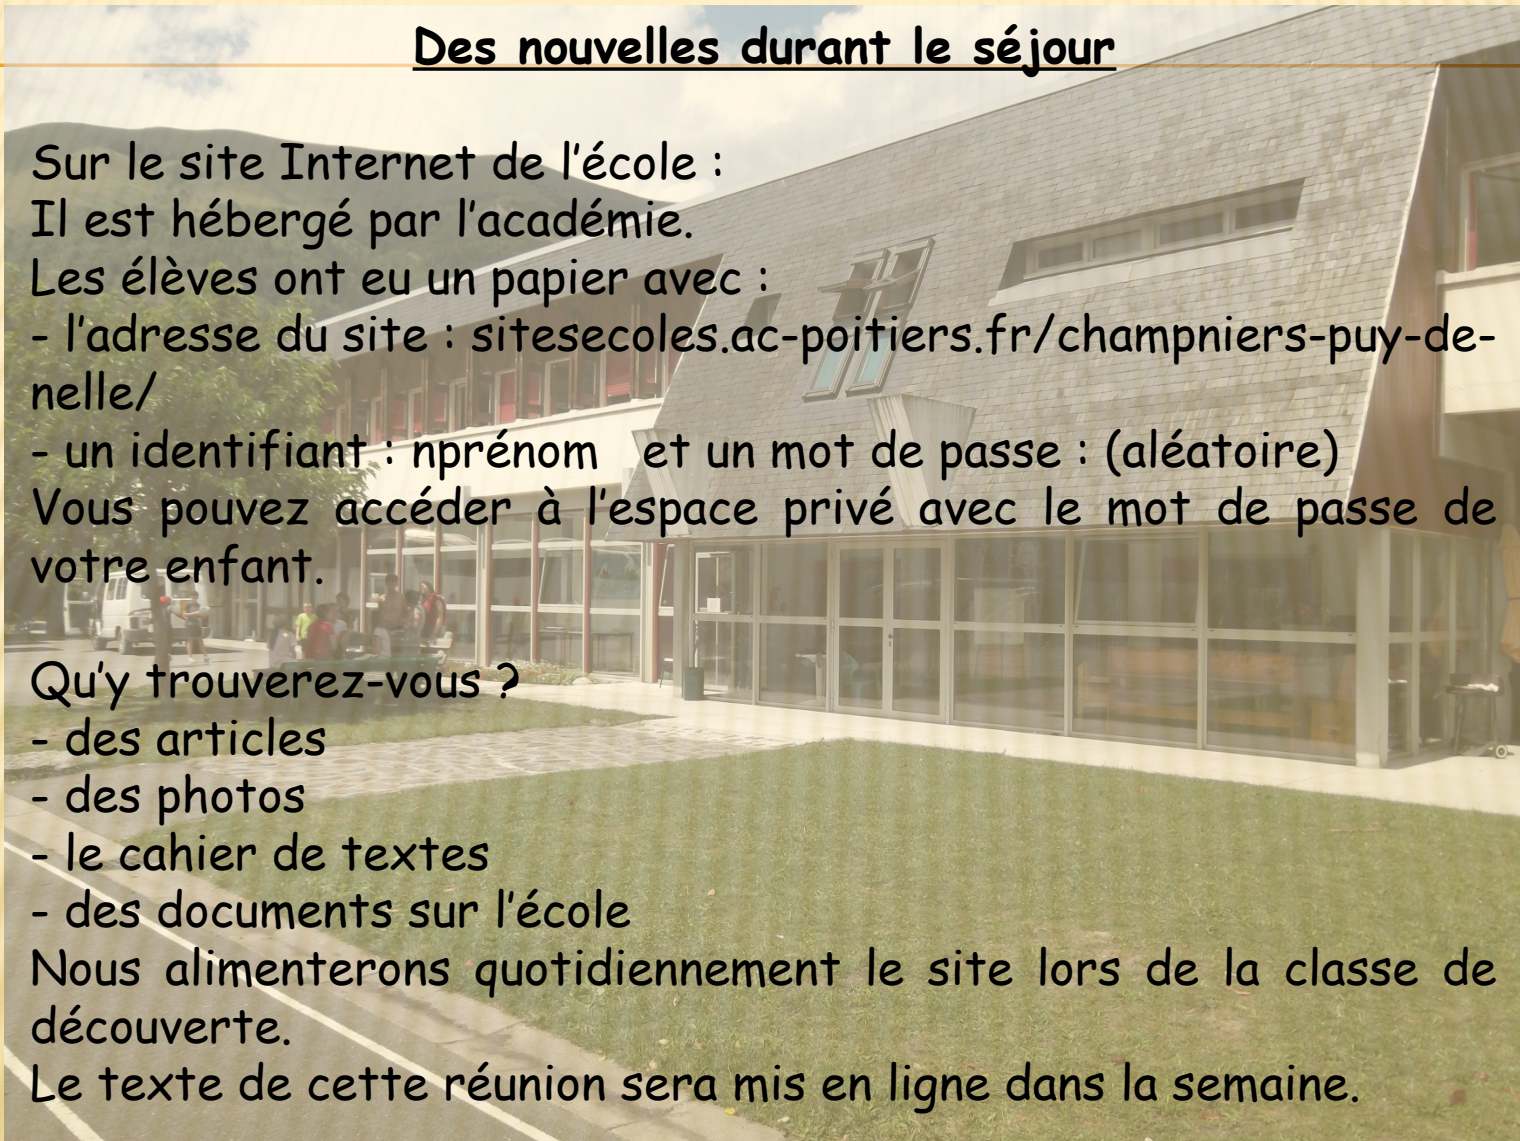 Des nouvelles durant le séjour
Sur le site Internet de l’école :
Il est hébergé par l’académie.
Les élèves ont eu un papier avec :
- l’adresse du site : sitesecoles.ac-poitiers.fr/champniers-puy-de-
nelle/
- un identifiant : nprénom et un mot de passe : (aléatoire)
Vous pouvez accéder à l’espace privé avec le mot de passe de
votre enfant.
Qu’y trouverez-vous ?
- des articles
- des photos
- le cahier de textes
- des documents sur l’école
Nous alimenterons quotidiennement le site lors de la classe de
découverte.
Le texte de cette réunion sera mis en ligne dans la semaine.